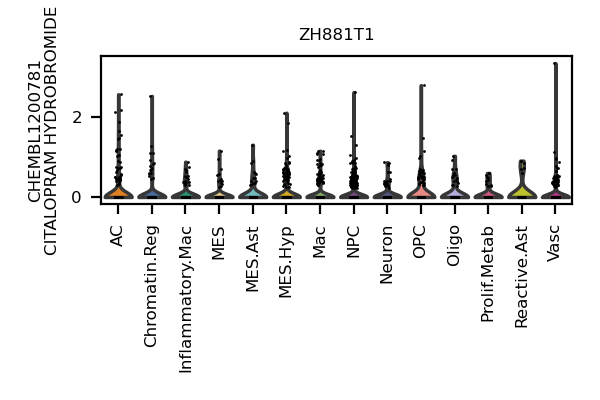 ZH881T1
CHEMBL1200781
CITALOPRAM HYDROBROMIDE
2
0
AC
Chromatin.Reg
Inflammatory.Mac
MES
MES.Ast
MES.Hyp
Mac
NPC
Neuron
OPC
Oligo
Prolif.Metab
Reactive.Ast
Vasc